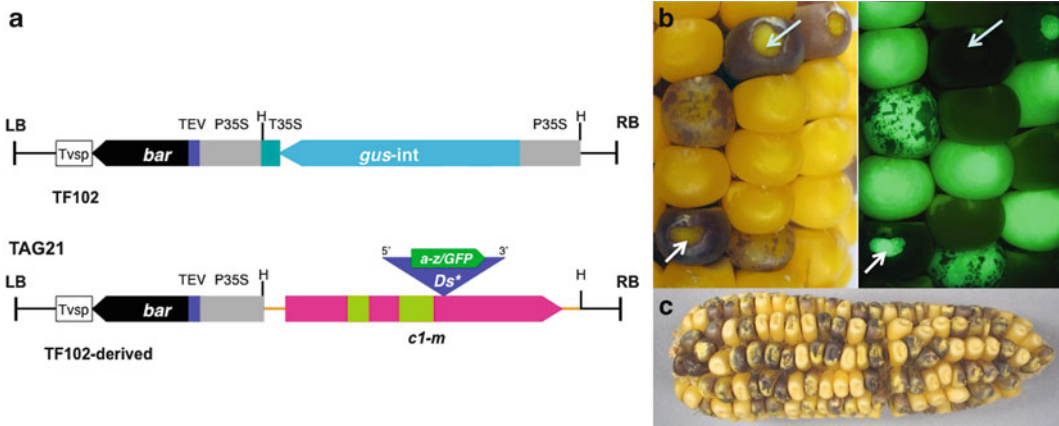 a
LB
Tvsp
bar
TEV
P35S
H
T35S
gus-int
P35S
H
RB
TF102
TAG21
LB
Tvsp
bar
TEV
P35S
H
5'
a-z/GFP
3'
Ds*
H
RB
c1-m
TF102-derived
b
c